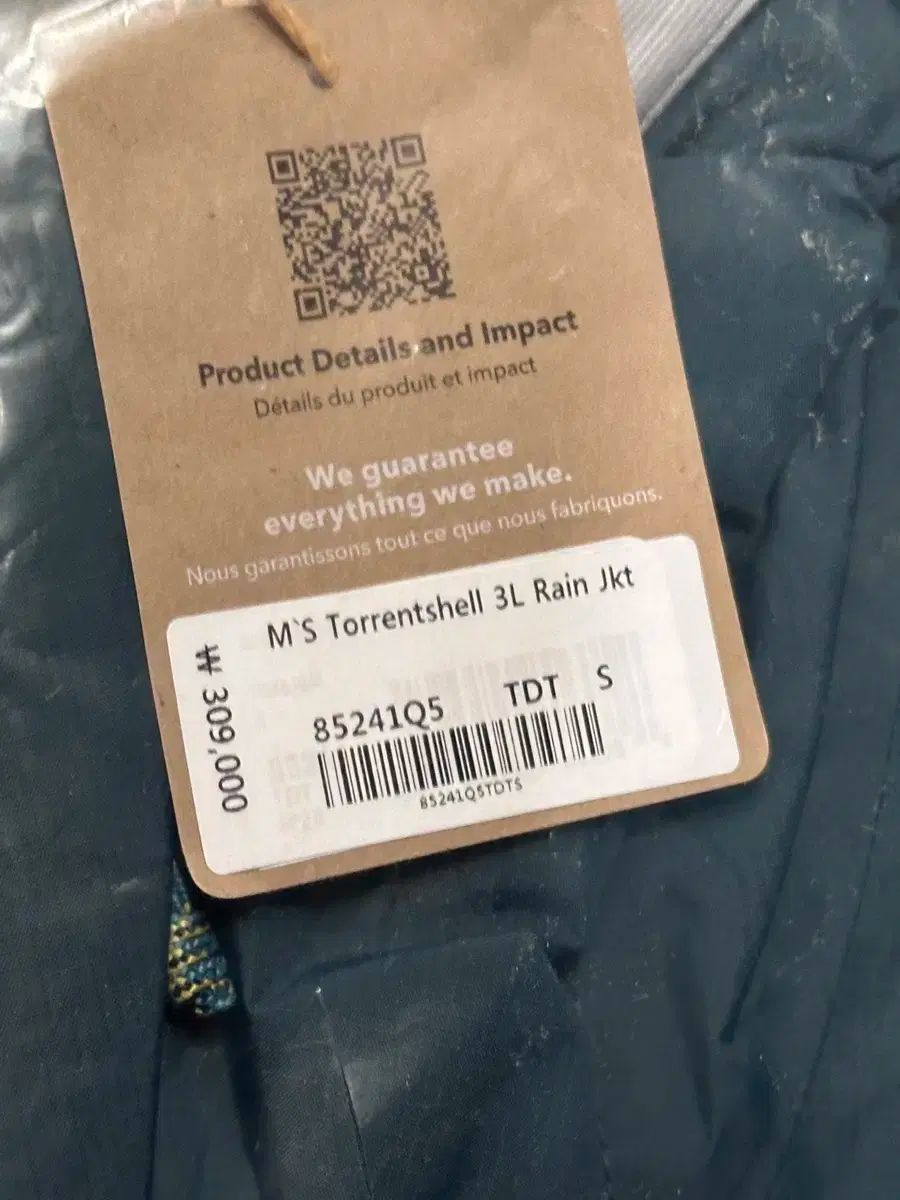 Product Details and Impact
Détails du produit et impact
We guarantee
everything we make.
Nous garantissons tout ce que nous fabriquons.
M`S Torrentshell 3L Rain Jkt
₩ 309,000
85241Q5 TDT S
85241Q5TDTS